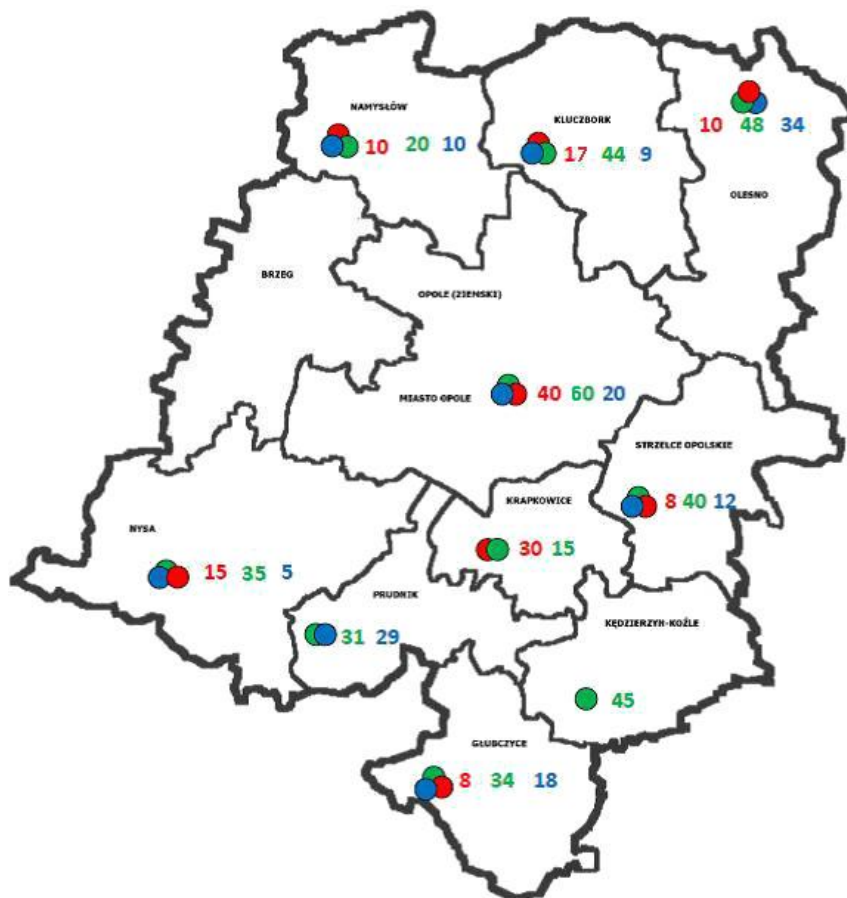 NAMYSŁÓW
10 20 10
KLUCZBORK
17 44 9
10 48 34
OLESNO
BRZEG
OPOLE (ZIEMSKI)
MIASTO OPOLE
40 60 20
STRZELCE OPOLSKIE
8 40 12
KRAPKOWICE
30 15
NYSA
15 35 5
PRUDNIK
31 29
KĘDZIERZYN-KOŹLE
45
GŁUBCZYCE
8 34 18